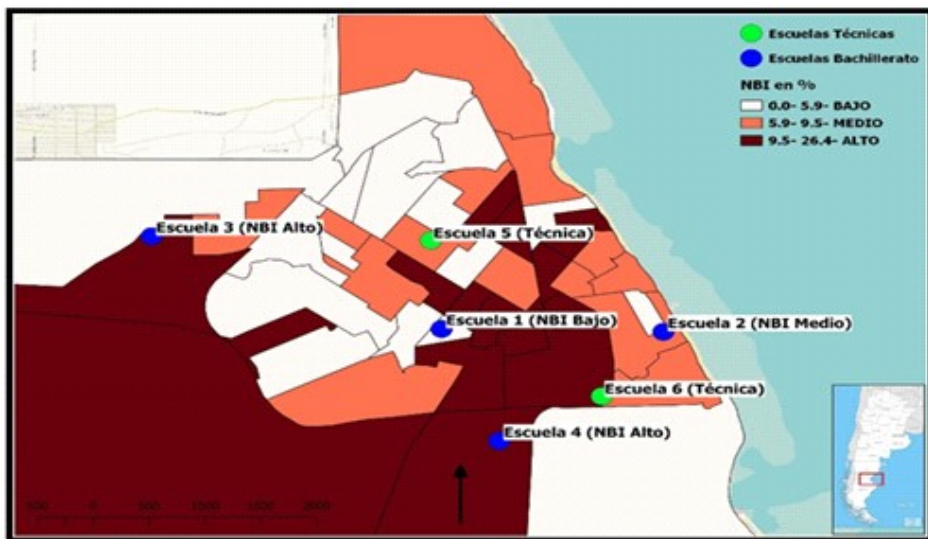 Escuelas Técnicas
Escuelas Bachillerato
NBI en %
0.0- 5.9- BAJO
5.9- 9.5- MEDIO
9.5- 26.4- ALTO
Escuela 3 (NBI Alto)
Escuela 5 (Técnica)
Escuela 1 (NBI Bajo)
Escuela 2 (NBI Medio)
Escuela 6 (Técnica)
Escuela 4 (NBI Alto)
500 0 500 1000 1500 2000